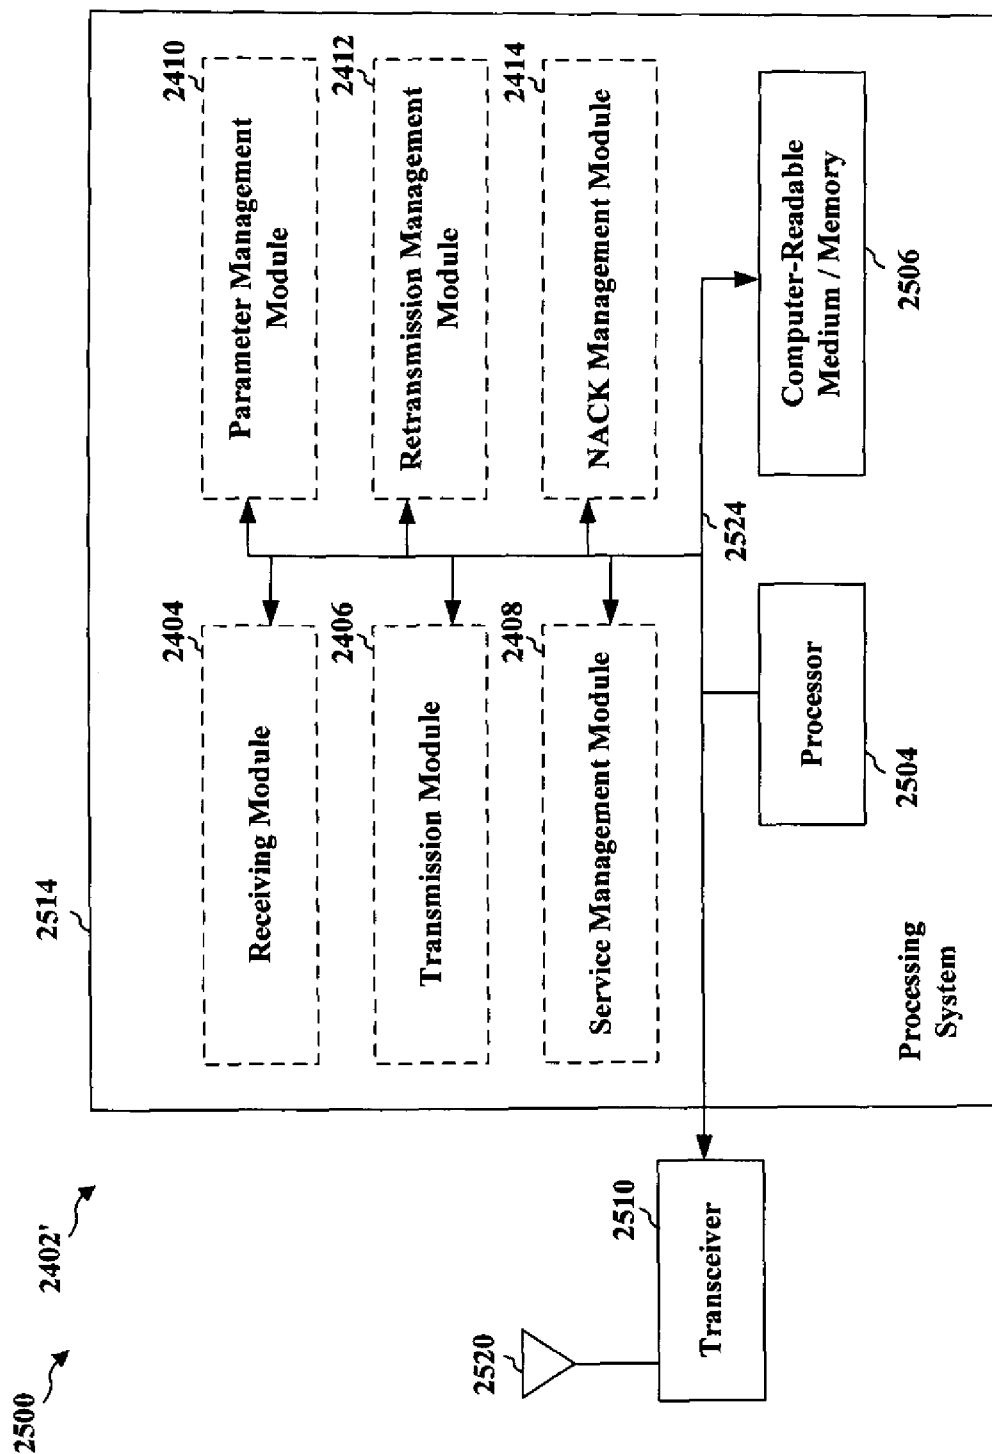 2500
2402'
2514
2404
Receiving Module
2410
Parameter Management
Module
2406
Transmission Module
2412
Retransmission Management
Module
2408
Service Management Module
2414
NACK Management Module
2520
2510
Transceiver
2524
Processor
2504
Computer-Readable
Medium / Memory
2506
Processing
System